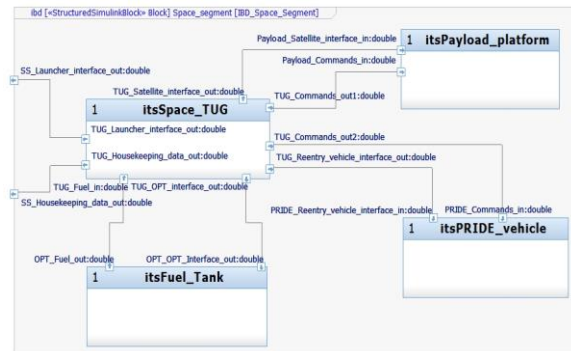 ibd [«StructuredSimulinkBlock» Block] Space_segment [IBD_Space_Segment]
Payload_Satellite_interface_in:double
1 itsPayload_platform
Payload_Commands_in:double
SS_Launcher_interface_out:double
TUG_Satellite_interface_out:double
TUG_Commands_out1:double
1 itsSpace_TUG
TUG_Launcher_interface_out:double
TUG_Commands_out2:double
TUG_Housekeeping_data_out:double
TUG_Reentry_vehicle_interface_out:double
TUG_Fuel_in:double TUG_OPT_interface_out:double
SS_Housekeeping_data_out:double
PRIDE_Reentry_vehicle_interface_in:double PRIDE_Commands_in:double
1 itsPRIDE_vehicle
OPT_Fuel_out:double OPT_OPT_Interface_out:double
1 itsFuel_Tank